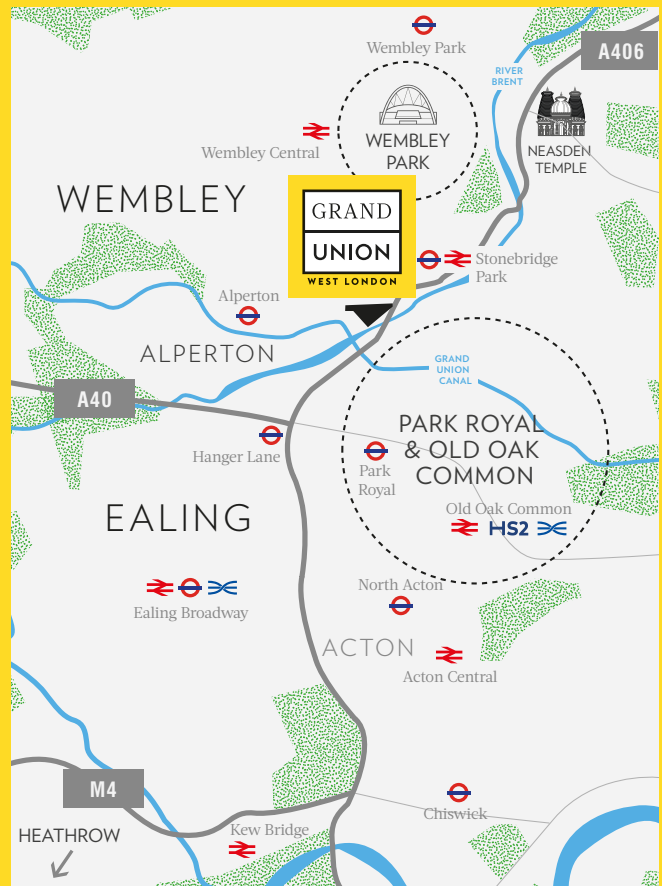 Wembley Park
A406
RIVER
BRENT
WEMBLEY
PARK
Wembley Central
NEASDEN
TEMPLE
WEMBLEY
GRAND
UNION
WEST LONDON
Stonebridge
Park
Alperton
ALPERTON
GRAND
UNION
CANAL
A40
PARK ROYAL
& OLD OAK
COMMON
Hanger Lane
Park
Royal
Old Oak Common
HS2
EALING
North Acton
Ealing Broadway
ACTON
Acton Central
M4
Chiswick
HEATHROW
Kew Bridge